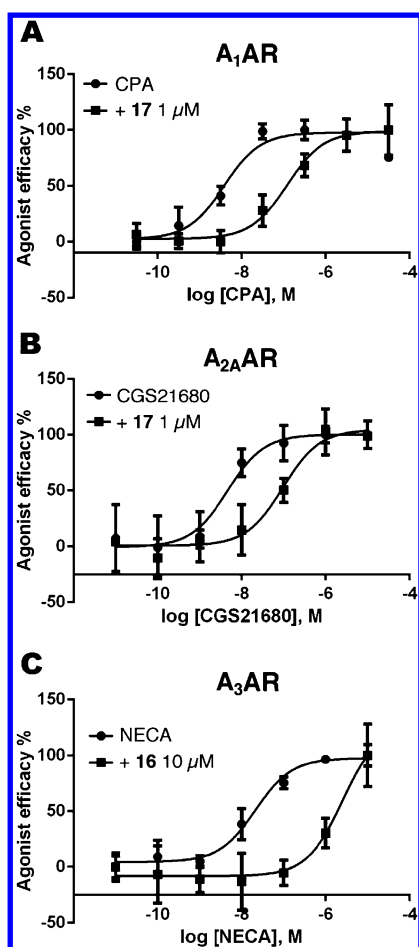 A
A₁AR
150
100
50
0
-50
Agonist efficacy %
CPA
+ 17 1 µM
-10
-8
-6
-4
log [CPA], M
B
A₂ₐAR
150
100
50
0
-50
Agonist efficacy %
CGS21680
+ 17 1 µM
-10
-8
-6
-4
log [CGS21680], M
C
A₃AR
150
100
50
0
-50
Agonist efficacy %
NECA
+ 16 10 µM
-10
-8
-6
-4
log [NECA], M